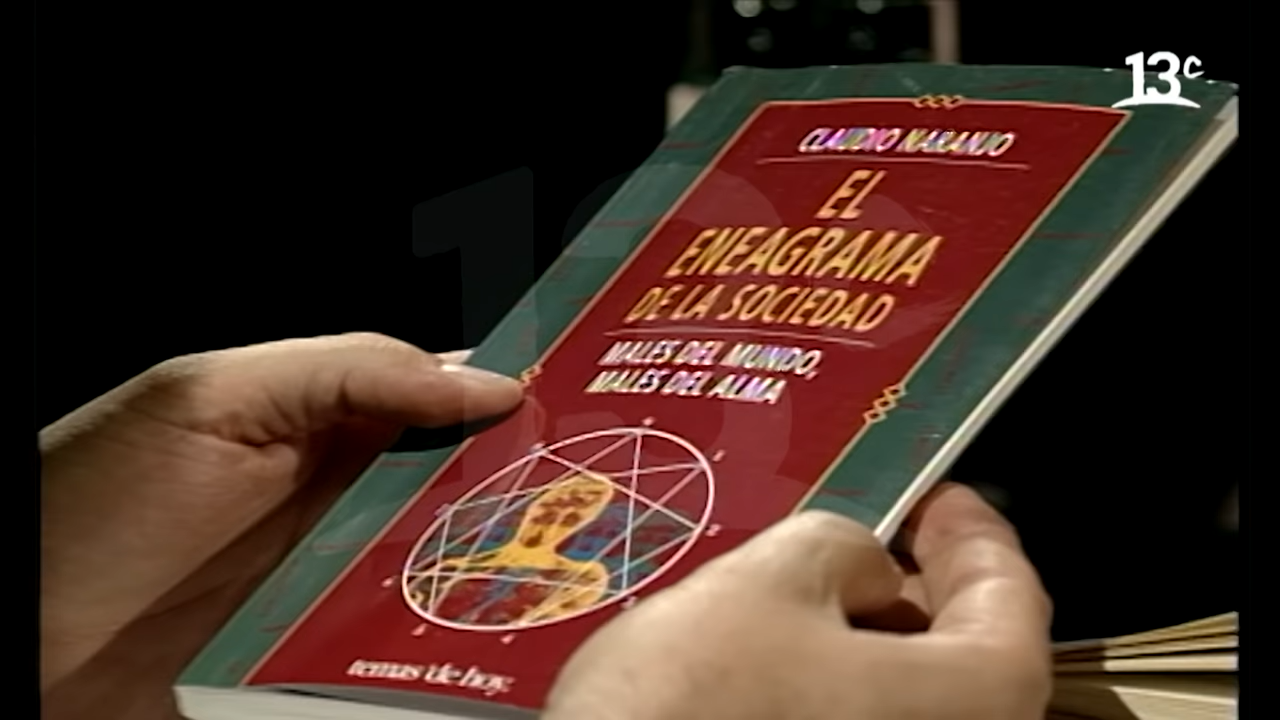 13c
CLAUDIO NARANJO
EL
ENEAGRAMA
DE LA SOCIEDAD
MALES DEL MUNDO,
MALES DEL ALMA
temas de hoy.